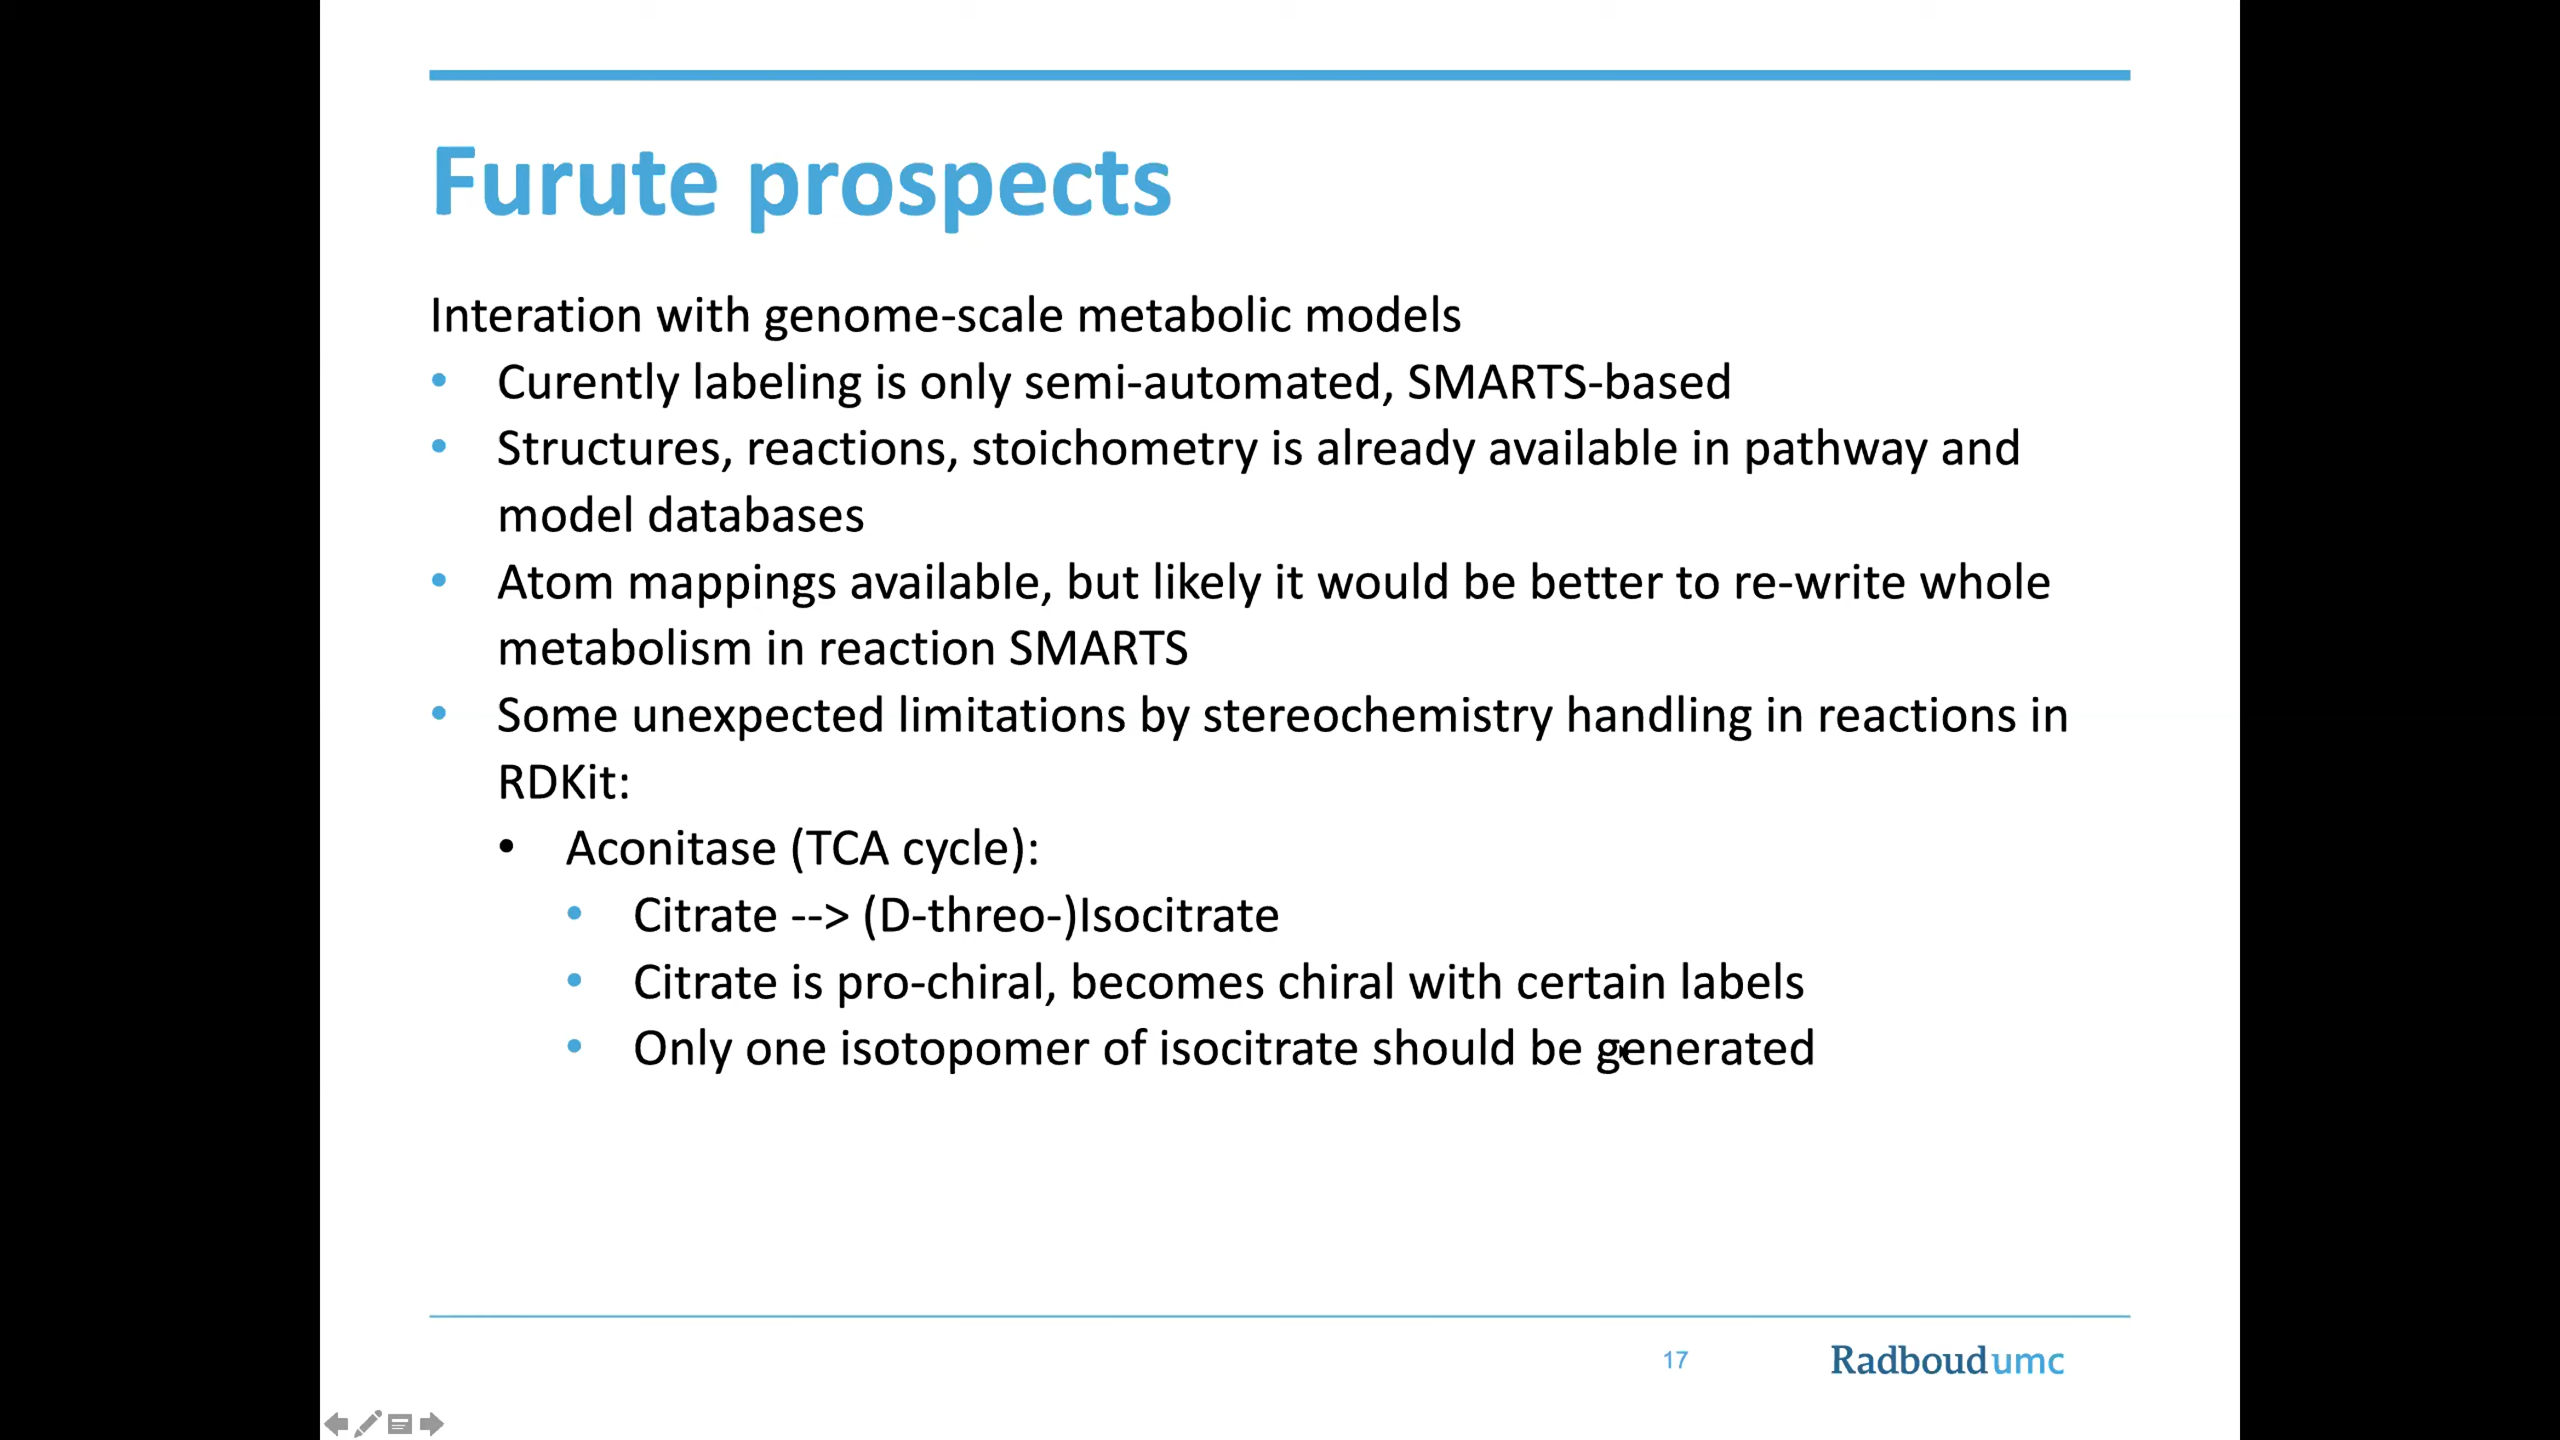 Furute prospects
Interation with genome-scale metabolic models
• Curently labeling is only semi-automated, SMARTS-based
• Structures, reactions, stoichometry is already available in pathway and
model databases
• Atom mappings available, but likely it would be better to re-write whole
metabolism in reaction SMARTS
• Some unexpected limitations by stereochemistry handling in reactions in
RDKit:
• Aconitase (TCA cycle):
• Citrate --> (D-threo-)Isocitrate
• Citrate is pro-chiral, becomes chiral with certain labels
• Only one isotopomer of isocitrate should be generated
17
Radboudumc